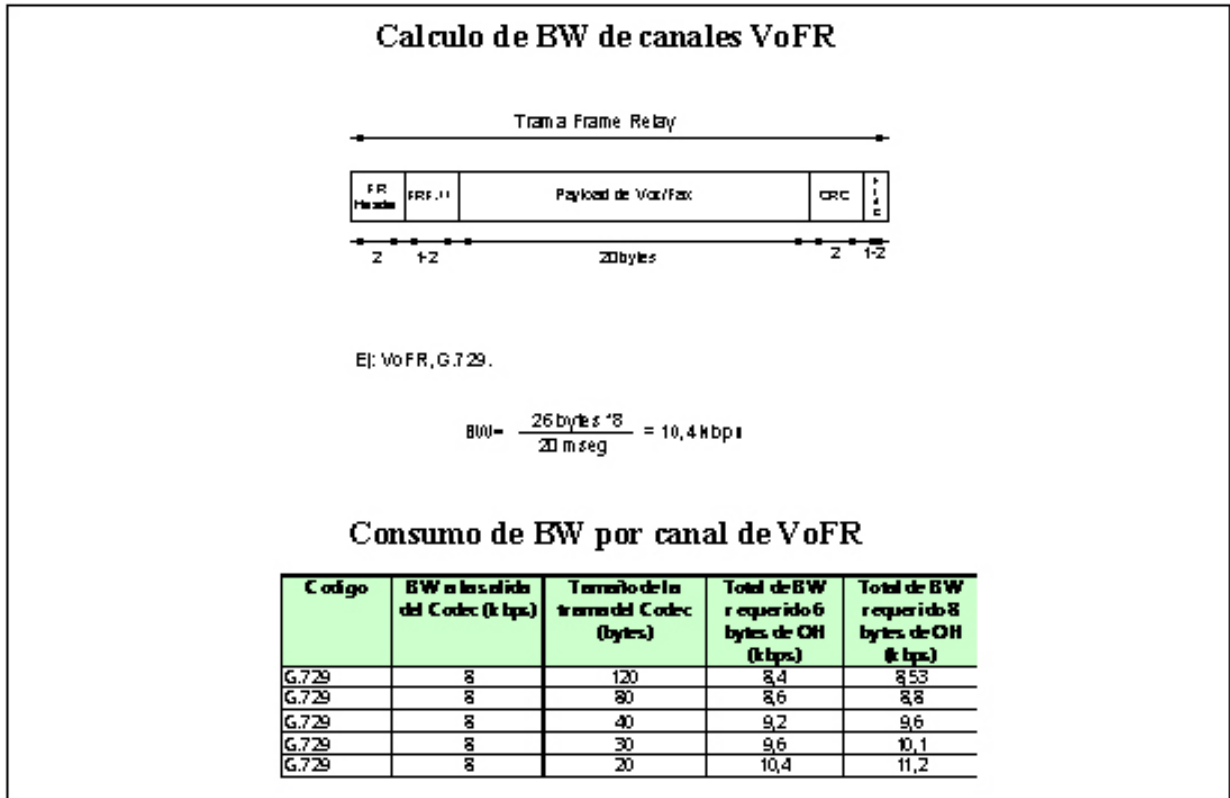 Calculo de BW de canales VoFR
Trama Frame Relay
FR Header FRF.11 Payload de Voz/Fax CRC
2 1-2 20bytes 2 1-2
Ej: VoFR, G.729.
BW= 26 bytes *8 / 20 mseg = 10,4 kbps
Consumo de BW por canal de VoFR
Codigo BW a la salida del Codec (kbps) Tamaño de la trama del Codec (bytes) Total de BW requerido 6 bytes de OH (kbps) Total de BW requerido 8 bytes de OH (kbps)
G.729 8 120 8,4 8,53
G.729 8 80 8,6 8,8
G.729 8 40 9,2 9,6
G.729 8 30 9,6 10,1
G.729 8 20 10,4 11,2